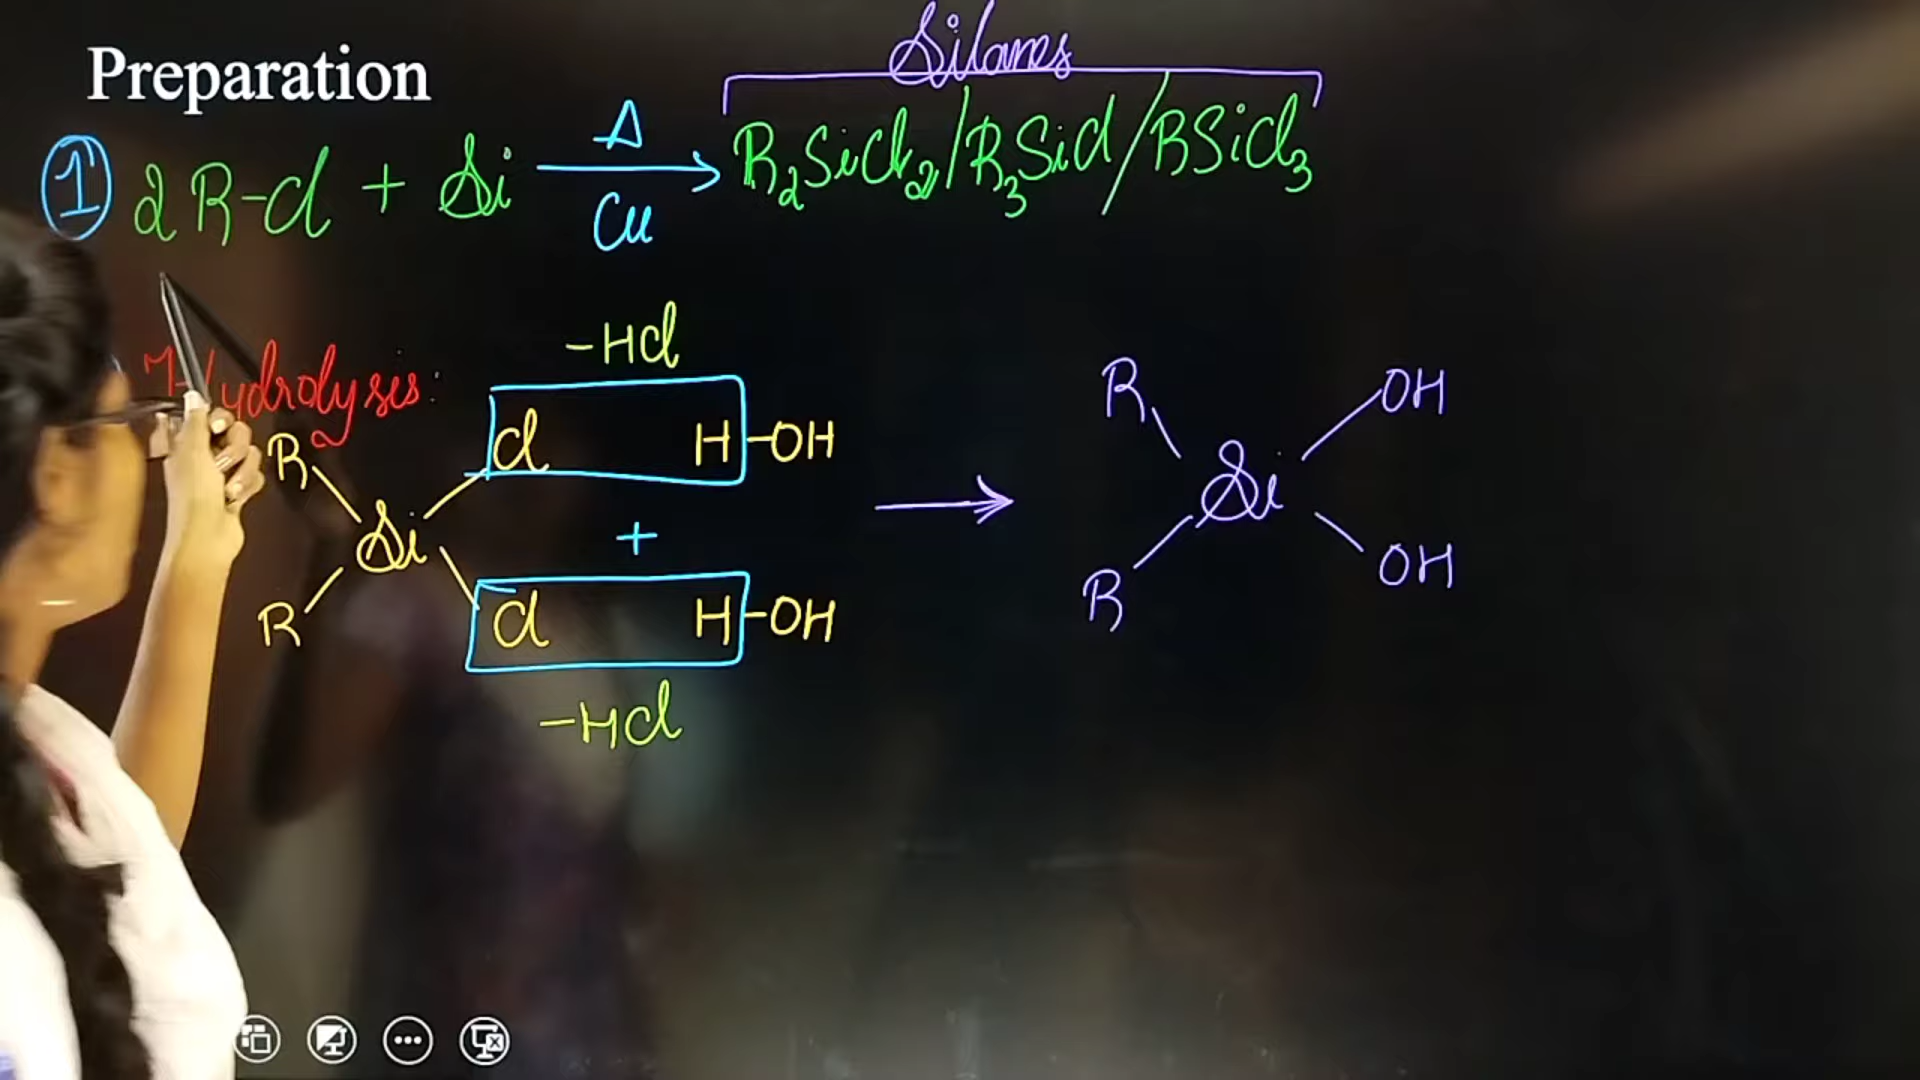 Preparation
Silanes
① 2R-Cl + Si —Δ/Cu→ R₂SiCl₂/R₃SiCl/RSiCl₃
Hydrolysis:
-HCl
R Cl H-OH R OH
Si + → Si
R Cl H-OH R OH
-HCl